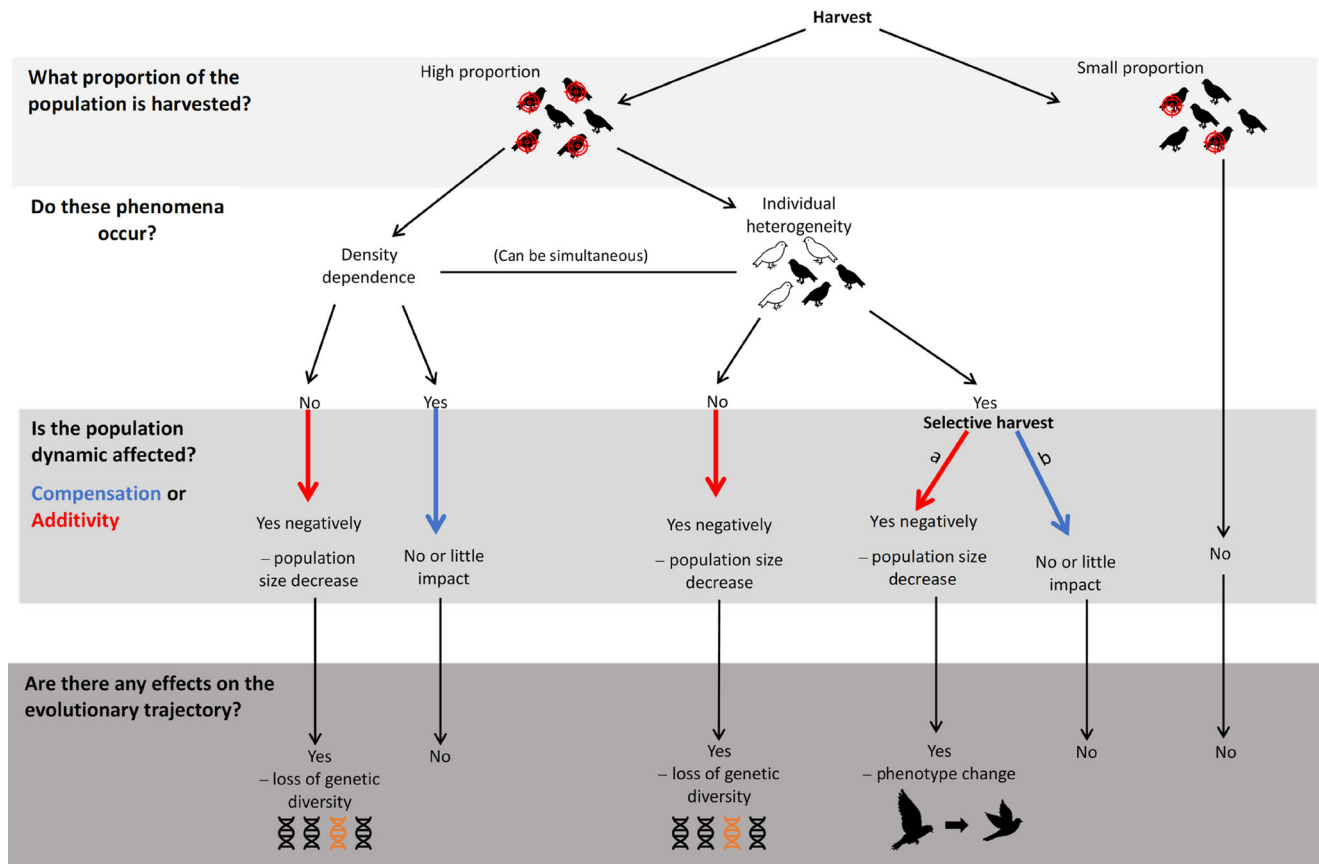 Harvest
What proportion of the
population is harvested?
High proportion
Small proportion
Do these phenomena
occur?
Density
dependence
(Can be simultaneous)
Individual
heterogeneity
No
Yes
No
Yes
Selective harvest
a
b
Is the population
dynamic affected?
Compensation or
Additivity
Yes negatively
– population
size decrease
No or little
impact
Yes negatively
– population size
decrease
Yes negatively
– population size
decrease
No or little
impact
No
Are there any effects on the
evolutionary trajectory?
Yes
– loss of genetic
diversity
No
Yes
– loss of genetic
diversity
Yes
– phenotype change
No
No